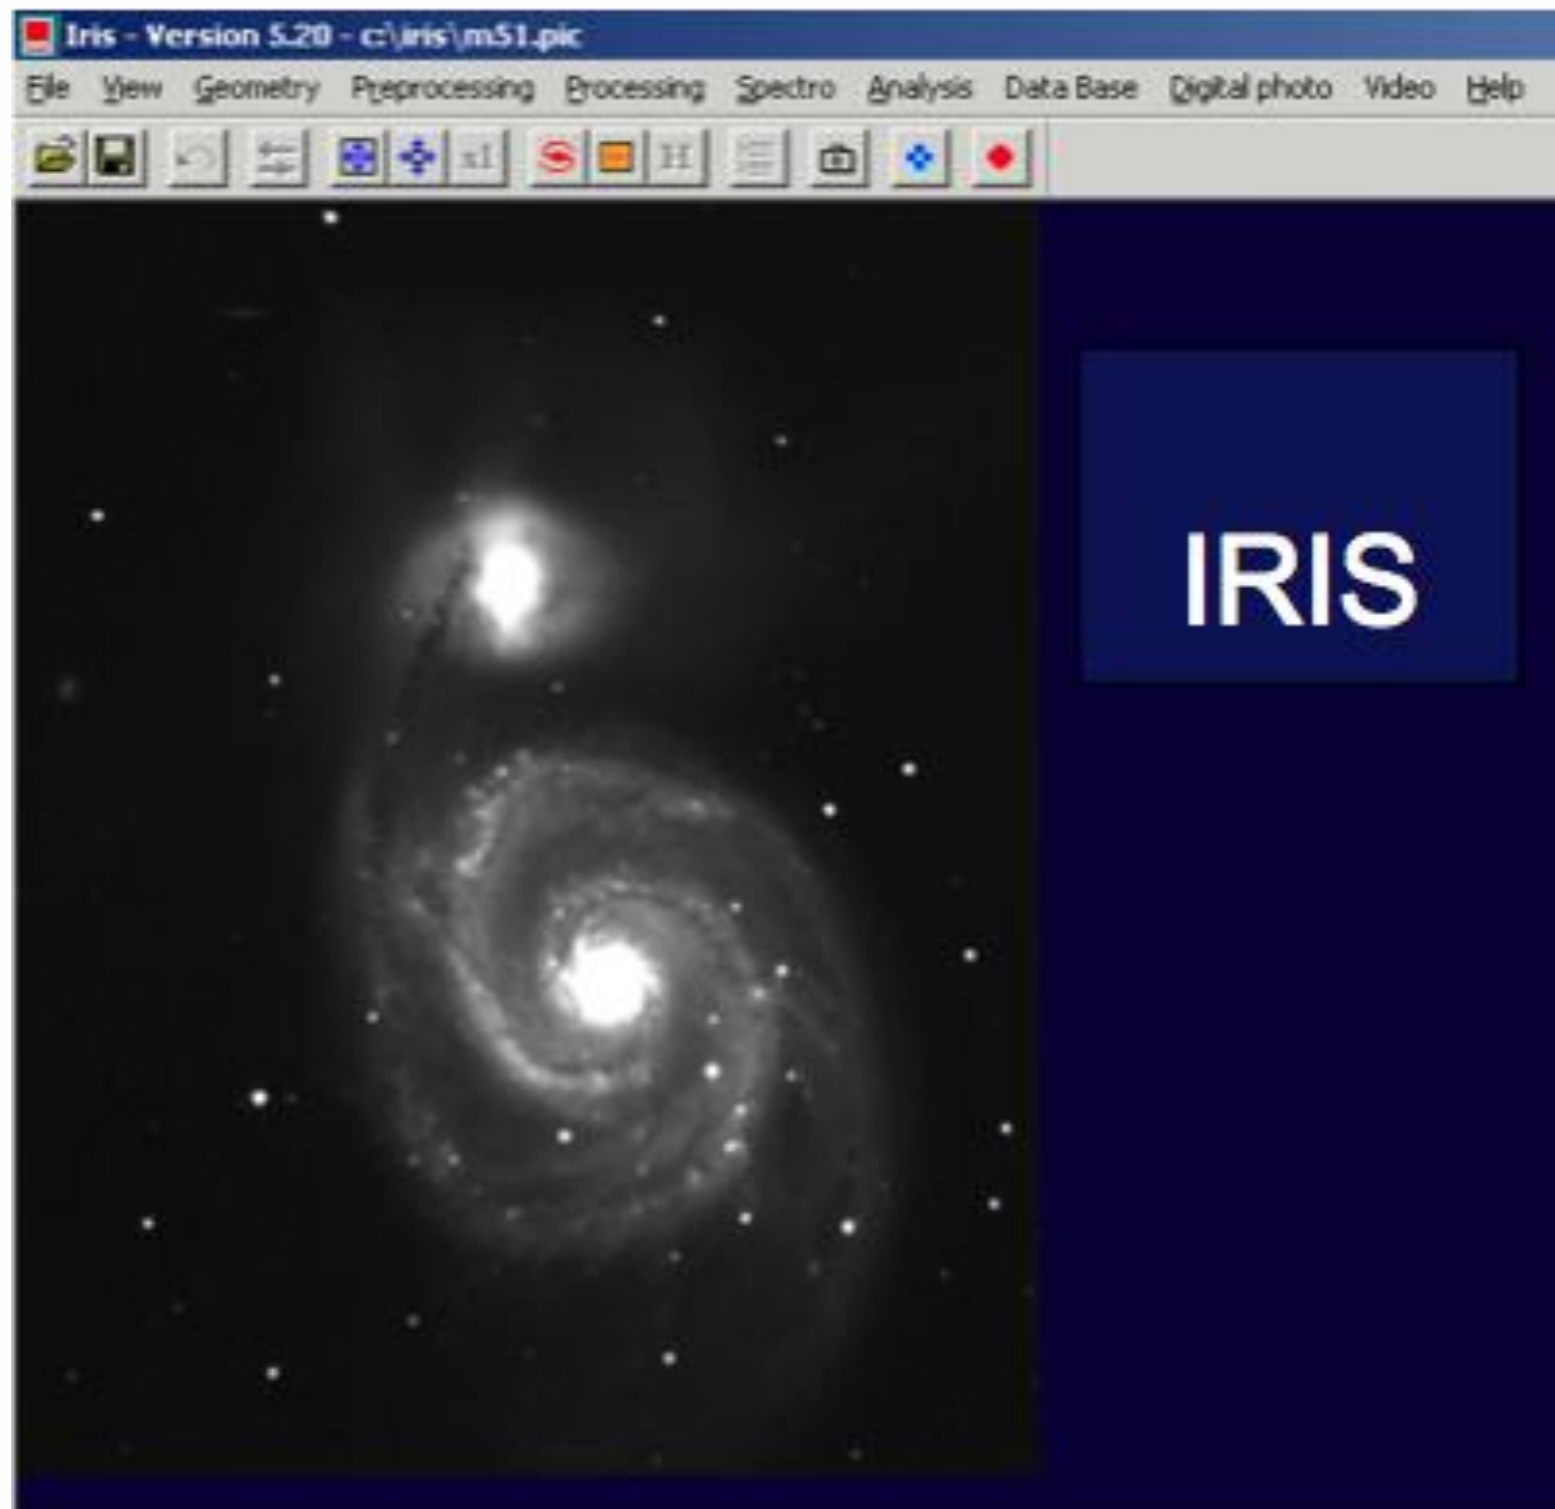 Iris - Version 5.20 - c:\iris\m51.pic
File View Geometry Preprocessing Processing Spectro Analysis Data Base Digital photo Video Help
x1
IRIS